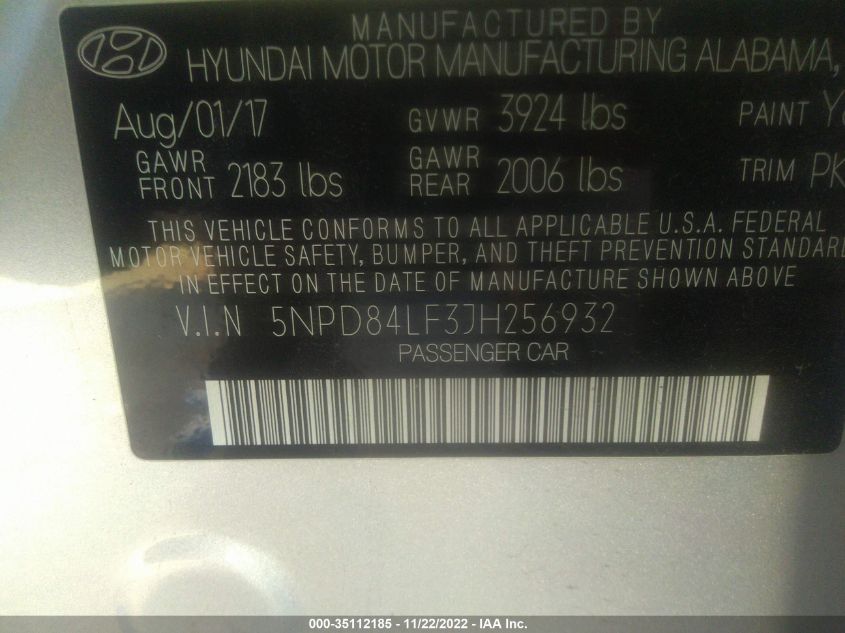 MANUFACTURED BY
HYUNDAI MOTOR MANUFACTURING ALABAMA,
Aug/01/17 GVWR 3924 lbs PAINT
GAWR FRONT 2183 lbs GAWR REAR 2006 lbs TRIM PK
THIS VEHICLE CONFORMS TO ALL APPLICABLE U.S.A. FEDERAL
MOTOR VEHICLE SAFETY, BUMPER, AND THEFT PREVENTION STANDARD
IN EFFECT ON THE DATE OF MANUFACTURE SHOWN ABOVE
V.I.N 5NPD84LF3JH256932
PASSENGER CAR
000-35112185 - 11/22/2022 - IAA Inc.